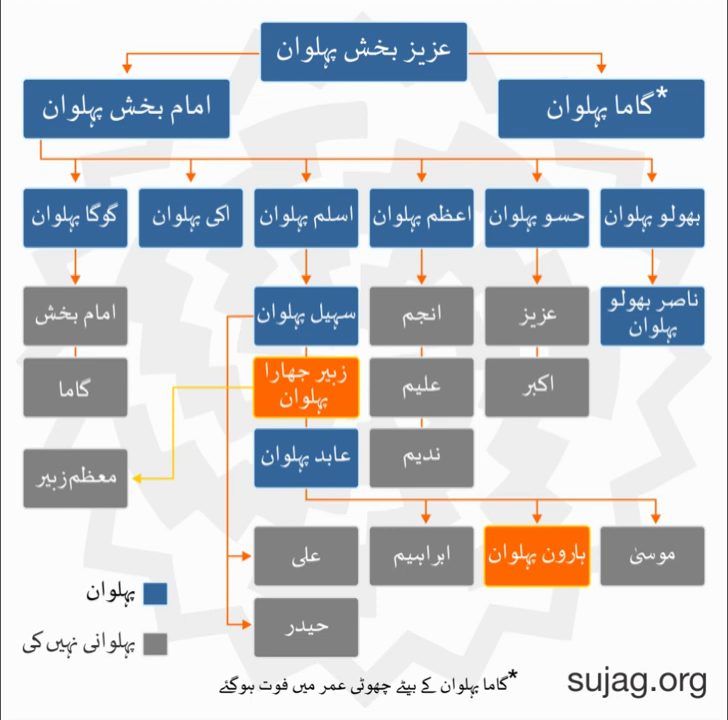 عزیز بخش پہلوان
*گاما پہلوان
امام بخش پہلوان
بھولو پہلوان
حسو پہلوان
اعظم پہلوان
اسلم پہلوان
اکی پہلوان
گوگا پہلوان
ناصر بھولو
پہلوان
عزیز
انجم
سہیل پہلوان
امام بخش
اکبر
علیم
زبیر جھارا
پہلوان
گاما
ندیم
عابد پہلوان
معظم زبیر
موسیٰ
ہارون پہلوان
ابراہیم
علی
حیدر
پہلوان
پہلوانی نہیں کی
*گاما پہلوان کے بیٹے چھوٹی عمر میں فوت ہوگئے
sujag.org